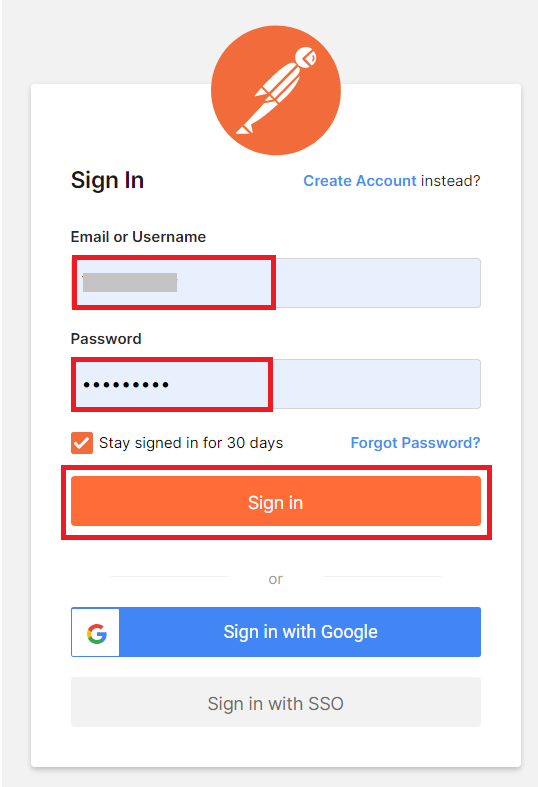 Sign In
Create Account instead?
Email or Username
Password
•••••••••
Stay signed in for 30 days
Forgot Password?
Sign in
or
Sign in with Google
Sign in with SSO